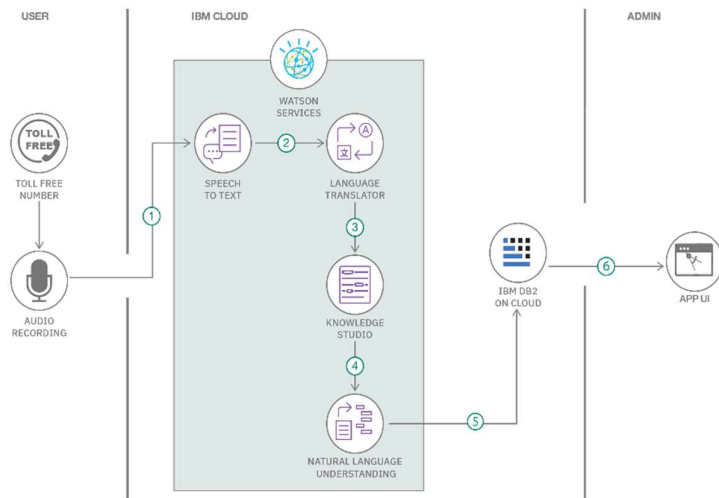 USER
IBM CLOUD
ADMIN
WATSON
SERVICES
TOLL
FREE
TOLL FREE
NUMBER
1
AUDIO
RECORDING
SPEECH
TO TEXT
2
A
文
LANGUAGE
TRANSLATOR
3
KNOWLEDGE
STUDIO
4
NATURAL LANGUAGE
UNDERSTANDING
5
IBM DB2
ON CLOUD
6
APP UI